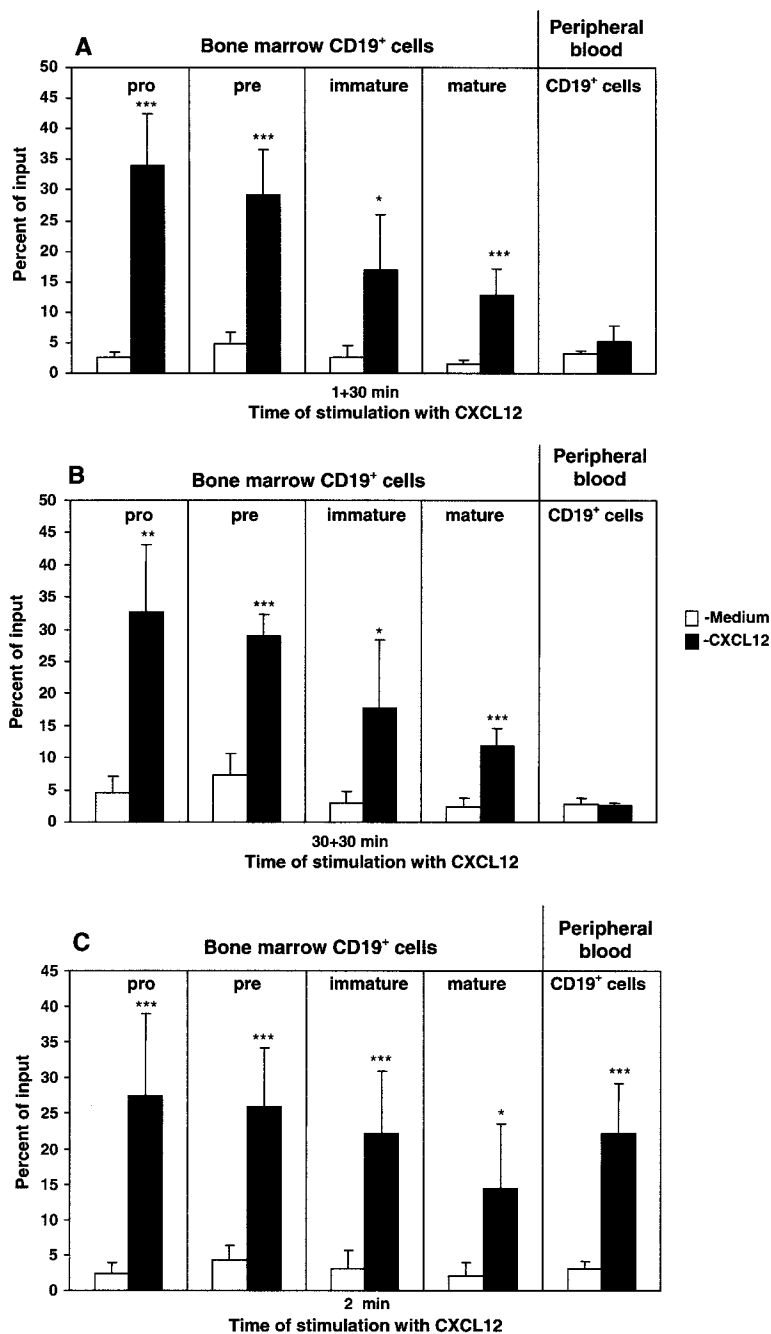 A
Bone marrow CD19⁺ cells
Peripheral
blood
pro
pre
immature
mature
CD19⁺ cells
50
45
40
35
30
25
20
15
10
5
0
Percent of input
***
***
*
***
1+30 min
Time of stimulation with CXCL12
B
Bone marrow CD19⁺ cells
Peripheral
blood
pro
pre
immature
mature
CD19⁺ cells
50
45
40
35
30
25
20
15
10
5
0
Percent of input
**
***
*
***
-Medium
-CXCL12
30+30 min
Time of stimulation with CXCL12
C
Bone marrow CD19⁺ cells
Peripheral
blood
pro
pre
immature
mature
CD19⁺ cells
45
40
35
30
25
20
15
10
5
0
Percent of input
***
***
***
*
***
2 min
Time of stimulation with CXCL12